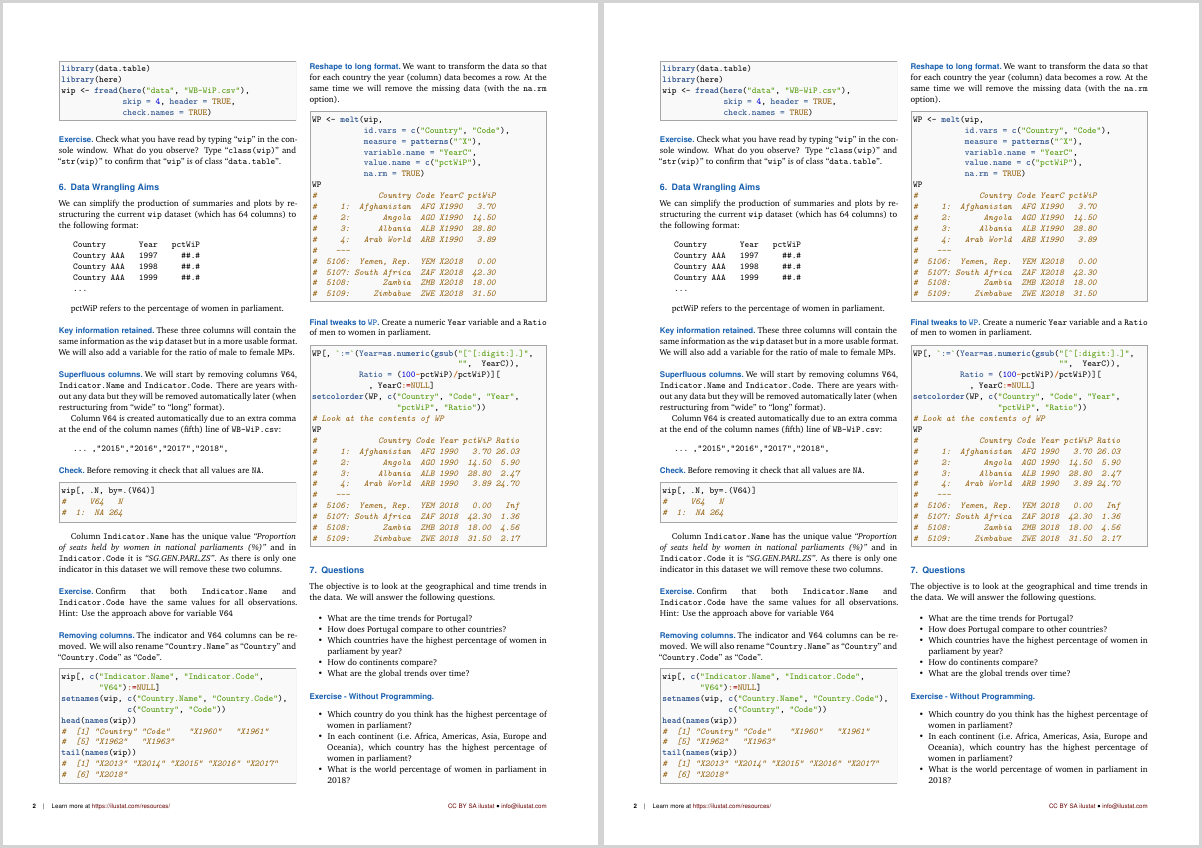 library(data.table)
library(here)
wip <- fread(here("data", "WB-WiP.csv"),
skip = 4, header = TRUE,
check.names = TRUE)
Exercise. Check what you have read by typing “wip” in the con-
sole window. What do you observe? Type “class(wip)” and
“str(wip)” to confirm that “wip” is of class “data.table”.
6. Data Wrangling Aims
We can simplify the production of summaries and plots by re-
structuring the current wip dataset (which has 64 columns) to
the following format:
Country Year pctWiP
Country AAA 1997 ##.#
Country AAA 1998 ##.#
Country AAA 1999 ##.#
...
pctWiP refers to the percentage of women in parliament.
Key information retained. These three columns will contain the
same information as the wip dataset but in a more usable format.
We will also add a variable for the ratio of male to female MPs.
Superfluous columns. We will start by removing columns V64,
Indicator.Name and Indicator.Code. There are years with-
out any data but they will be removed automatically later (when
restructuring from “wide” to “long” format).
Column V64 is created automatically due to an extra comma
at the end of the column names (fifth) line of WB-WiP.csv:
... ,"2015","2016","2017","2018",
Check. Before removing it check that all values are NA.
wip[, .N, by=.(V64)]
# V64 N
# 1: NA 264
Column Indicator.Name has the unique value “Proportion
of seats held by women in national parliaments (%)” and in
Indicator.Code it is “SG.GEN.PARL.ZS”. As there is only one
indicator in this dataset we will remove these two columns.
Exercise. Confirm that both Indicator.Name and
Indicator.Code have the same values for all observations.
Hint: Use the approach above for variable V64
Removing columns. The indicator and V64 columns can be re-
moved. We will also rename “Country.Name” as “Country” and
“Country.Code” as “Code”.
wip[, c("Indicator.Name", "Indicator.Code",
"V64"):=NULL]
setnames(wip, c("Country.Name", "Country.Code"),
c("Country", "Code"))
head(names(wip))
# [1] "Country" "Code" "X1960" "X1961"
# [5] "X1962" "X1963"
tail(names(wip))
# [1] "X2013" "X2014" "X2015" "X2016" "X2017"
# [6] "X2018"
Reshape to long format. We want to transform the data so that
for each country the year (column) data becomes a row. At the
same time we will remove the missing data (with the na.rm
option).
WP <- melt(wip,
id.vars = c("Country", "Code"),
measure = patterns("^X"),
variable.name = "YearC",
value.name = c("pctWiP"),
na.rm = TRUE)
WP
# Country Code YearC pctWiP
# 1: Afghanistan AFG X1990 3.70
# 2: Angola AGO X1990 14.50
# 3: Albania ALB X1990 28.80
# 4: Arab World ARB X1990 3.89
# ---
# 5106: Yemen, Rep. YEM X2018 0.00
# 5107: South Africa ZAF X2018 42.30
# 5108: Zambia ZMB X2018 18.00
# 5109: Zimbabwe ZWE X2018 31.50
Final tweaks to WP. Create a numeric Year variable and a Ratio
of men to women in parliament.
WP[, `:=`(Year=as.numeric(gsub("[^[:digit:].]",
"", YearC)),
Ratio = (100-pctWiP)/pctWiP)][
, YearC:=NULL]
setcolorder(WP, c("Country", "Code", "Year",
"pctWiP", "Ratio"))
# Look at the contents of WP
WP
# Country Code Year pctWiP Ratio
# 1: Afghanistan AFG 1990 3.70 26.03
# 2: Angola AGO 1990 14.50 5.90
# 3: Albania ALB 1990 28.80 2.47
# 4: Arab World ARB 1990 3.89 24.70
# ---
# 5106: Yemen, Rep. YEM 2018 0.00 Inf
# 5107: South Africa ZAF 2018 42.30 1.36
# 5108: Zambia ZMB 2018 18.00 4.56
# 5109: Zimbabwe ZWE 2018 31.50 2.17
7. Questions
The objective is to look at the geographical and time trends in
the data. We will answer the following questions.
• What are the time trends for Portugal?
• How does Portugal compare to other countries?
• Which countries have the highest percentage of women in
parliament by year?
• How do continents compare?
• What are the global trends over time?
Exercise - Without Programming.
• Which country do you think has the highest percentage of
women in parliament?
• In each continent (i.e. Africa, Americas, Asia, Europe and
Oceania), which country has the highest percentage of
women in parliament?
• What is the world percentage of women in parliament in
2018?
2 | Learn more at https://ilustat.com/resources/
CC BY SA ilustat • info@ilustat.com
library(data.table)
library(here)
wip <- fread(here("data", "WB-WiP.csv"),
skip = 4, header = TRUE,
check.names = TRUE)
Exercise. Check what you have read by typing “wip” in the con-
sole window. What do you observe? Type “class(wip)” and
“str(wip)” to confirm that “wip” is of class “data.table”.
6. Data Wrangling Aims
We can simplify the production of summaries and plots by re-
structuring the current wip dataset (which has 64 columns) to
the following format:
Country Year pctWiP
Country AAA 1997 ##.#
Country AAA 1998 ##.#
Country AAA 1999 ##.#
...
pctWiP refers to the percentage of women in parliament.
Key information retained. These three columns will contain the
same information as the wip dataset but in a more usable format.
We will also add a variable for the ratio of male to female MPs.
Superfluous columns. We will start by removing columns V64,
Indicator.Name and Indicator.Code. There are years with-
out any data but they will be removed automatically later (when
restructuring from “wide” to “long” format).
Column V64 is created automatically due to an extra comma
at the end of the column names (fifth) line of WB-WiP.csv:
... ,"2015","2016","2017","2018",
Check. Before removing it check that all values are NA.
wip[, .N, by=.(V64)]
# V64 N
# 1: NA 264
Column Indicator.Name has the unique value “Proportion
of seats held by women in national parliaments (%)” and in
Indicator.Code it is “SG.GEN.PARL.ZS”. As there is only one
indicator in this dataset we will remove these two columns.
Exercise. Confirm that both Indicator.Name and
Indicator.Code have the same values for all observations.
Hint: Use the approach above for variable V64
Removing columns. The indicator and V64 columns can be re-
moved. We will also rename “Country.Name” as “Country” and
“Country.Code” as “Code”.
wip[, c("Indicator.Name", "Indicator.Code",
"V64"):=NULL]
setnames(wip, c("Country.Name", "Country.Code"),
c("Country", "Code"))
head(names(wip))
# [1] "Country" "Code" "X1960" "X1961"
# [5] "X1962" "X1963"
tail(names(wip))
# [1] "X2013" "X2014" "X2015" "X2016" "X2017"
# [6] "X2018"
Reshape to long format. We want to transform the data so that
for each country the year (column) data becomes a row. At the
same time we will remove the missing data (with the na.rm
option).
WP <- melt(wip,
id.vars = c("Country", "Code"),
measure = patterns("^X"),
variable.name = "YearC",
value.name = c("pctWiP"),
na.rm = TRUE)
WP
# Country Code YearC pctWiP
# 1: Afghanistan AFG X1990 3.70
# 2: Angola AGO X1990 14.50
# 3: Albania ALB X1990 28.80
# 4: Arab World ARB X1990 3.89
# ---
# 5106: Yemen, Rep. YEM X2018 0.00
# 5107: South Africa ZAF X2018 42.30
# 5108: Zambia ZMB X2018 18.00
# 5109: Zimbabwe ZWE X2018 31.50
Final tweaks to WP. Create a numeric Year variable and a Ratio
of men to women in parliament.
WP[, `:=`(Year=as.numeric(gsub("[^[:digit:].]",
"", YearC)),
Ratio = (100-pctWiP)/pctWiP)][
, YearC:=NULL]
setcolorder(WP, c("Country", "Code", "Year",
"pctWiP", "Ratio"))
# Look at the contents of WP
WP
# Country Code Year pctWiP Ratio
# 1: Afghanistan AFG 1990 3.70 26.03
# 2: Angola AGO 1990 14.50 5.90
# 3: Albania ALB 1990 28.80 2.47
# 4: Arab World ARB 1990 3.89 24.70
# ---
# 5106: Yemen, Rep. YEM 2018 0.00 Inf
# 5107: South Africa ZAF 2018 42.30 1.36
# 5108: Zambia ZMB 2018 18.00 4.56
# 5109: Zimbabwe ZWE 2018 31.50 2.17
7. Questions
The objective is to look at the geographical and time trends in
the data. We will answer the following questions.
• What are the time trends for Portugal?
• How does Portugal compare to other countries?
• Which countries have the highest percentage of women in
parliament by year?
• How do continents compare?
• What are the global trends over time?
Exercise - Without Programming.
• Which country do you think has the highest percentage of
women in parliament?
• In each continent (i.e. Africa, Americas, Asia, Europe and
Oceania), which country has the highest percentage of
women in parliament?
• What is the world percentage of women in parliament in
2018?
2 | Learn more at https://ilustat.com/resources/
CC BY SA ilustat • info@ilustat.com